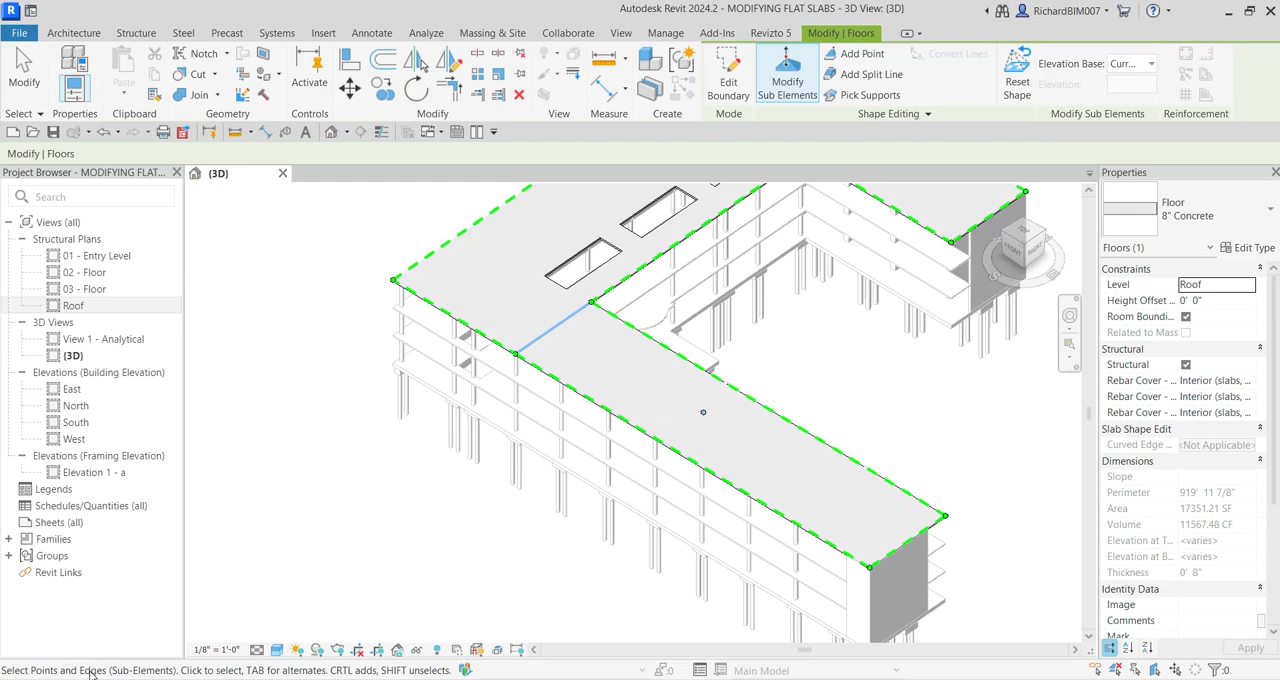 Autodesk Revit 2024.2 - MODIFYING FLAT SLABS - 3D View: {3D}
RichardBIM007
File
Architecture
Structure
Steel
Precast
Systems
Insert
Annotate
Analyze
Massing & Site
Collaborate
View
Manage
Add-Ins
Revizto 5
Modify | Floors
Modify
Select
Properties
Paste
Clipboard
Notch
Cut
Join
Geometry
Activate
Controls
Modify
View
Measure
Create
Edit
Boundary
Mode
Modify
Sub Elements
Add Point
Add Split Line
Pick Supports
Convert Lines
Reset
Shape
Shape Editing
Elevation Base: Curr...
Elevation:
Modify Sub Elements
Reinforcement
Modify | Floors
Project Browser - MODIFYING FLAT...
Search
Views (all)
Structural Plans
01 - Entry Level
02 - Floor
03 - Floor
Roof
3D Views
View 1 - Analytical
{3D}
Elevations (Building Elevation)
East
North
South
West
Elevations (Framing Elevation)
Elevation 1 - a
Legends
Schedules/Quantities (all)
Sheets (all)
Families
Groups
Revit Links
{3D}
TOP
FRONT
RIGHT
Properties
Floor
8" Concrete
Floors (1)
Edit Type
Constraints
Level Roof
Height Offset ... 0' 0"
Room Boundi...
Related to Mass
Structural
Structural
Rebar Cover - ... Interior (slabs, ...
Rebar Cover - ... Interior (slabs, ...
Rebar Cover - ... Interior (slabs, ...
Slab Shape Edit
Curved Edge ... <Not Applicable>
Dimensions
Slope
Perimeter 919' 11 7/8"
Area 17351.21 SF
Volume 11567.48 CF
Elevation at T... <varies>
Elevation at B... <varies>
Thickness 0' 8"
Identity Data
Image
Comments
Mark
Apply
1/8" = 1'-0"
Select Points and Edges (Sub-Elements). Click to select, TAB for alternates. CRTL adds, SHIFT unselects.
:0
Main Model
:0